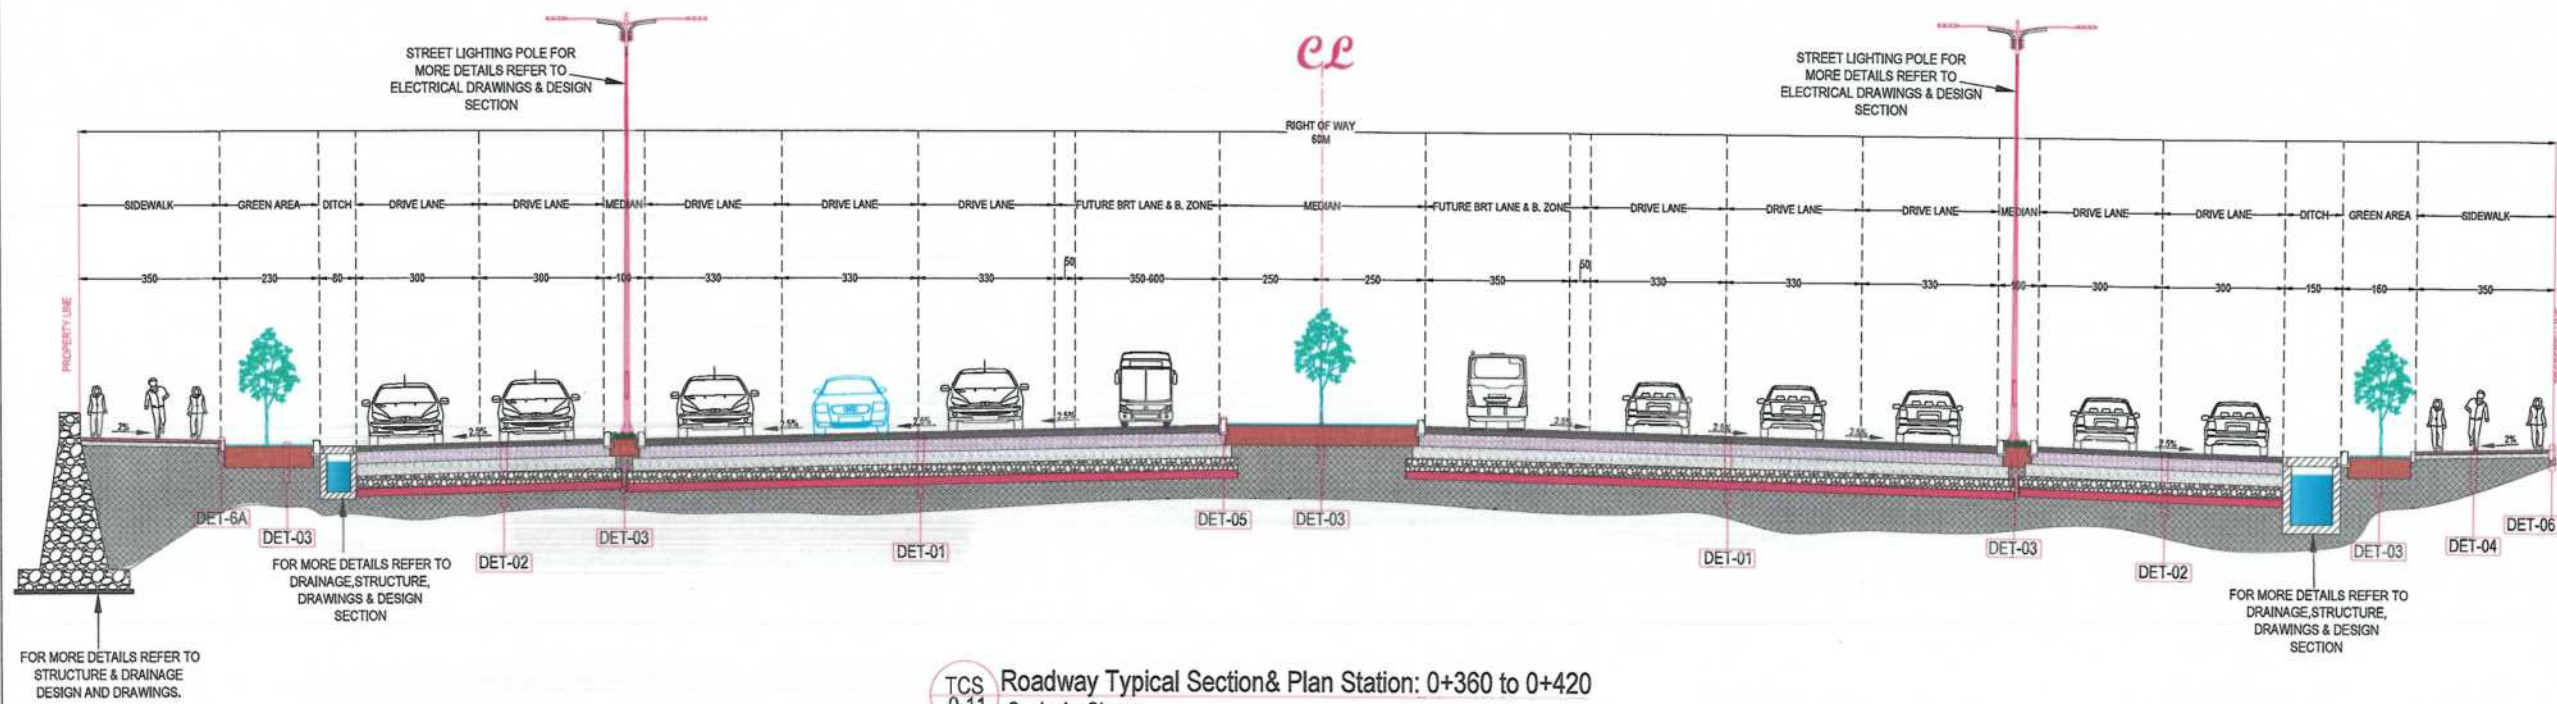 STREET LIGHTING POLE FOR
MORE DETAILS REFER TO
ELECTRICAL DRAWINGS & DESIGN
SECTION
CL
STREET LIGHTING POLE FOR
MORE DETAILS REFER TO
ELECTRICAL DRAWINGS & DESIGN
SECTION
RIGHT OF WAY
60M
SIDEWALK GREEN AREA DITCH DRIVE LANE DRIVE LANE MEDIAN DRIVE LANE DRIVE LANE DRIVE LANE FUTURE BRT LANE & B. ZONE MEDIAN FUTURE BRT LANE & B. ZONE DRIVE LANE DRIVE LANE DRIVE LANE MEDIAN DRIVE LANE DRIVE LANE DITCH GREEN AREA SIDEWALK
350 230 80 300 300 100 330 330 330 50 350-600 250 250 350 50 330 330 330 100 300 300 150 160 350
PROPERTY LINE
2% 2.5% 2.5% 2.5% 2.5% 2.5% 2.5% 2.5% 2.5% 2%
DET-6A
DET-03
DET-02
DET-03
DET-01
DET-05
DET-03
DET-01
DET-03
DET-02
DET-03
DET-04
DET-06
FOR MORE DETAILS REFER TO
DRAINAGE,STRUCTURE,
DRAWINGS & DESIGN
SECTION
FOR MORE DETAILS REFER TO
DRAINAGE,STRUCTURE,
DRAWINGS & DESIGN
SECTION
FOR MORE DETAILS REFER TO
STRUCTURE & DRAINAGE
DESIGN AND DRAWINGS.
TCS
Roadway Typical Section& Plan Station: 0+360 to 0+420